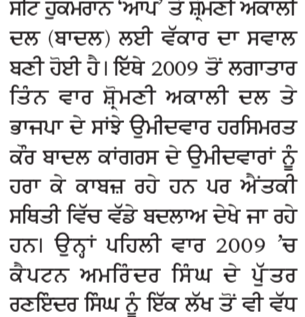 ਸੀਟ ਹੁਕਮਰਾਨ ‘ਆਪ’ ਤੇ ਸ਼੍ਰੋਮਣੀ ਅਕਾਲੀ
ਦਲ (ਬਾਦਲ) ਲਈ ਵੱਕਾਰ ਦਾ ਸਵਾਲ
ਬਣੀ ਹੋਈ ਹੈ। ਇੱਥੇ 2009 ਤੋਂ ਲਗਾਤਾਰ
ਤਿੰਨ ਵਾਰ ਸ਼੍ਰੋਮਣੀ ਅਕਾਲੀ ਦਲ ਤੇ
ਭਾਜਪਾ ਦੇ ਸਾਂਝੇ ਉਮੀਦਵਾਰ ਹਰਸਿਮਰਤ
ਕੌਰ ਬਾਦਲ ਕਾਂਗਰਸ ਦੇ ਉਮੀਦਵਾਰਾਂ ਨੂੰ
ਹਰਾ ਕੇ ਕਾਬਜ਼ ਰਹੇ ਹਨ ਪਰ ਐਂਤਕੀ
ਸਥਿਤੀ ਵਿੱਚ ਵੱਡੇ ਬਦਲਾਅ ਦੇਖੇ ਜਾ ਰਹੇ
ਹਨ। ਉਨ੍ਹਾਂ ਪਹਿਲੀ ਵਾਰ 2009 ’ਚ
ਕੈਪਟਨ ਅਮਰਿੰਦਰ ਸਿੰਘ ਦੇ ਪੁੱਤਰ
ਰਣਇੰਦਰ ਸਿੰਘ ਨੂੰ ਇੱਕ ਲੱਖ ਤੋਂ ਵੀ ਵੱਧ